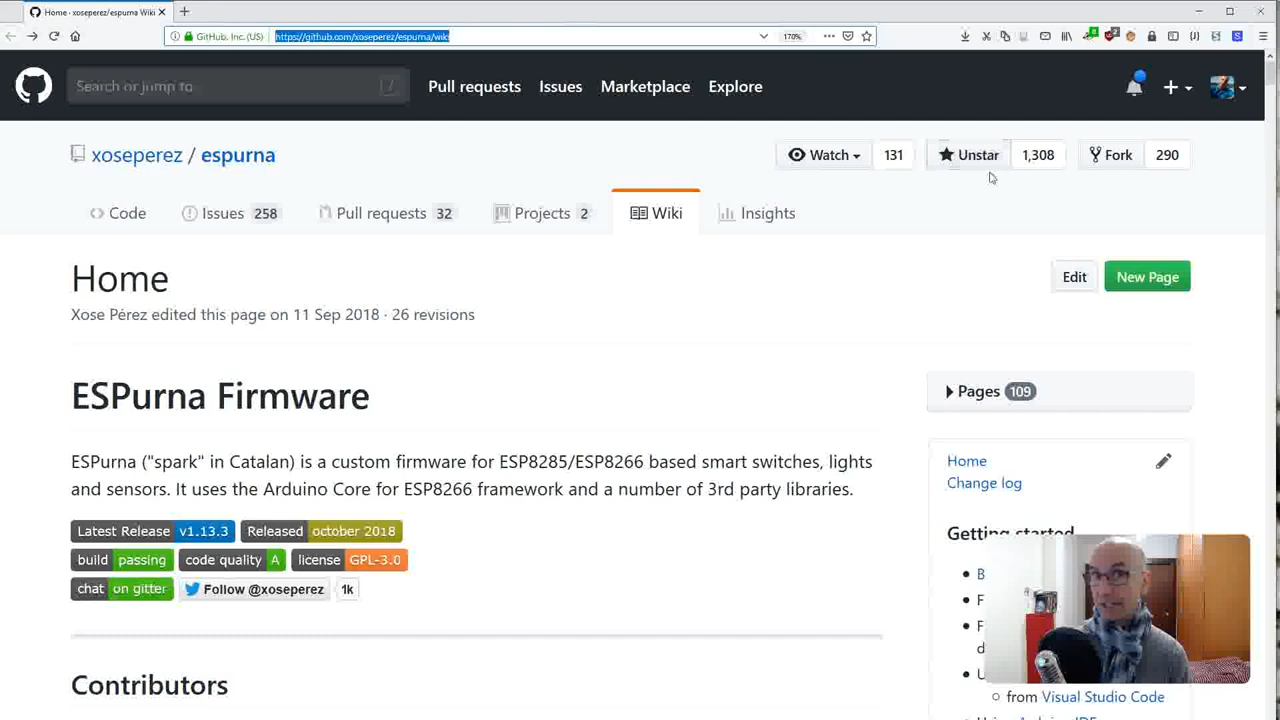 Home · xoseperez/espurna Wiki
GitHub, Inc. (US)
https://github.com/xoseperez/espurna/wiki
170%
Search or jump to
/
Pull requests
Issues
Marketplace
Explore
xoseperez / espurna
Watch
131
Unstar
1,308
Fork
290
Code
Issues 258
Pull requests 32
Projects 2
Wiki
Insights
Home
Edit
New Page
Xose Pérez edited this page on 11 Sep 2018 · 26 revisions
ESPurna Firmware
Pages 109
ESPurna ("spark" in Catalan) is a custom firmware for ESP8285/ESP8266 based smart switches, lights
and sensors. It uses the Arduino Core for ESP8266 framework and a number of 3rd party libraries.
Latest Release v1.13.3
Released october 2018
build passing
code quality A
license GPL-3.0
chat on gitter
Follow @xoseperez
1k
Contributors
Home
Change log
Getting started
B
F
F
d
U
from Visual Studio Code